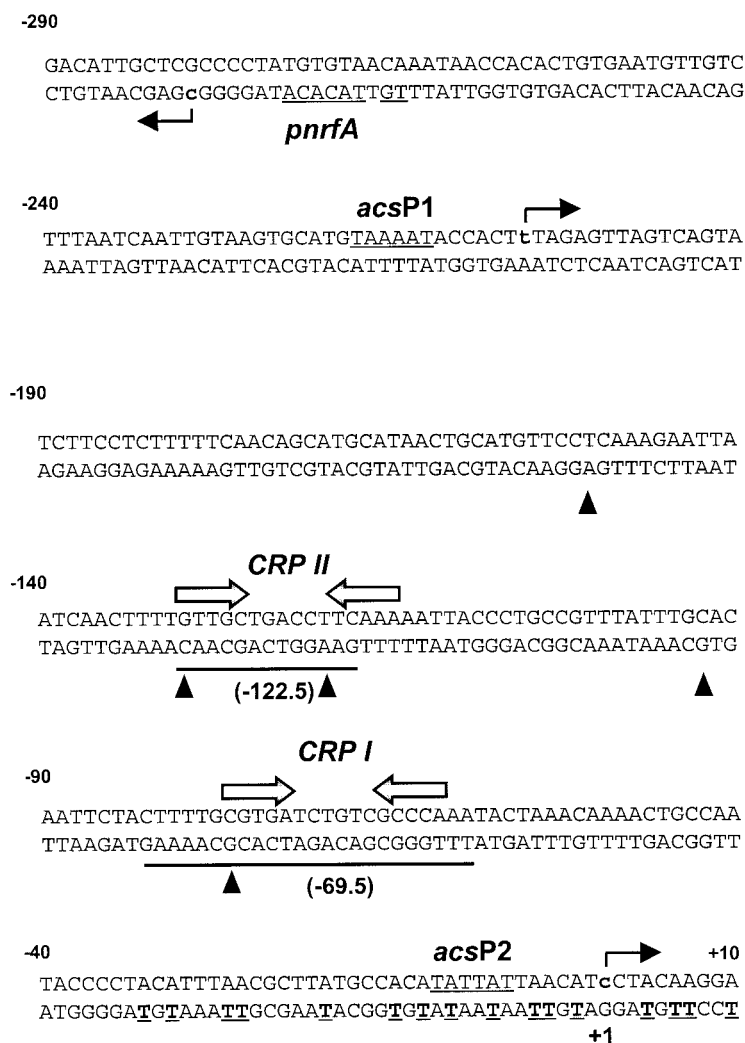 -290
GACATTGCTCGCCCCTATGTGTAACAAATAACCACACTGTGAATGTTGTC
CTGTAACGAGcGGGGATACACATTGTTTATTGGTGTGACACTTACAACAG
pnrfA
acsP1
-240
TTTAATCAATTGTAAGTGCATGTAAAATACCACTtTAGAGTTAGTCAGTA
AAATTAGTTAACATTCACGTACATTTTATGGTGAAATCTCAATCAGTCAT
-190
TCTTCCTCTTTTTCAACAGCATGCATAACTGCATGTTCCTCAAAGAATTA
AGAAGGAGAAAAAGTTGTCGTACGTATTGACGTACAAGGAGTTTCTTAAT
CRP II
-140
ATCAACTTTTGTTGCTGACCTTCAAAAATTACCCTGCCGTTTATTTGCAC
TAGTTGAAAACAACGACTGGAAGTTTTTAATGGGACGGCAAATAAACGTG
(-122.5)
CRP I
-90
AATTCTACTTTTGCGTGATCTGTCGCCCAAATACTAAACAAAACTGCCAA
TTAAGATGAAAACGCACTAGACAGCGGGTTTATGATTTGTTTTGACGGTT
(-69.5)
-40 acsP2 +10
TACCCCTACATTTAACGCTTATGCCACATATTATTAACATcCTACAAGGA
ATGGGGATGTAAATTGCGAATACGGTGTATAATAATTGTAGGATGTTCCT
+1